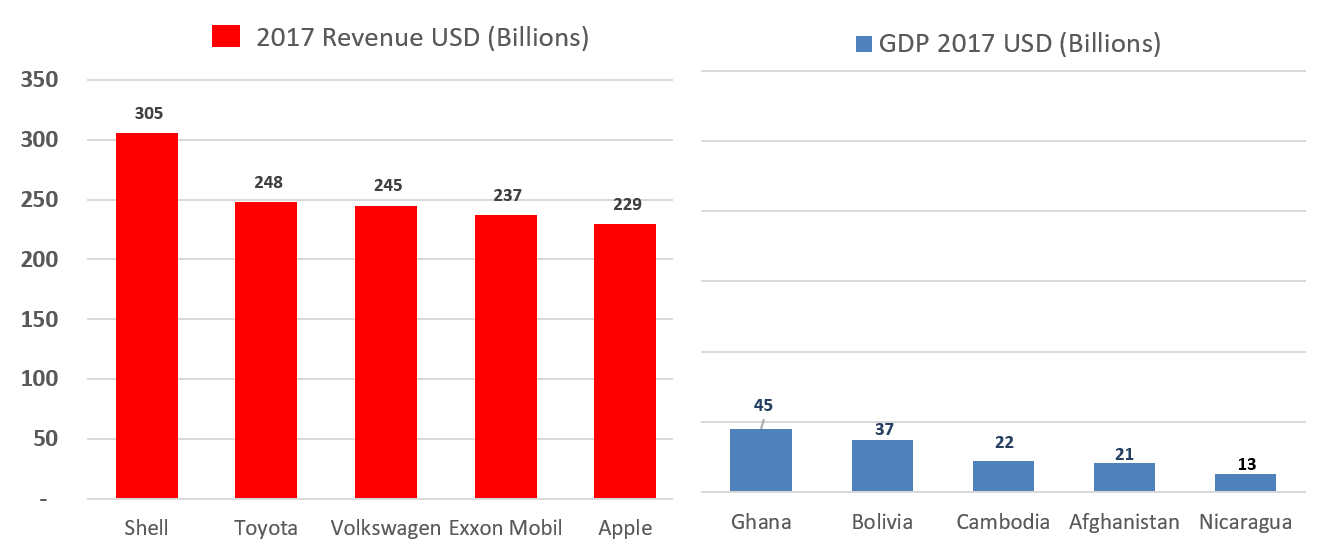 2017 Revenue USD (Billions)
350
300
250
200
150
100
50
-
305
248
245
237
229
Shell
Toyota
Volkswagen
Exxon Mobil
Apple
GDP 2017 USD (Billions)
45
37
22
21
13
Ghana
Bolivia
Cambodia
Afghanistan
Nicaragua